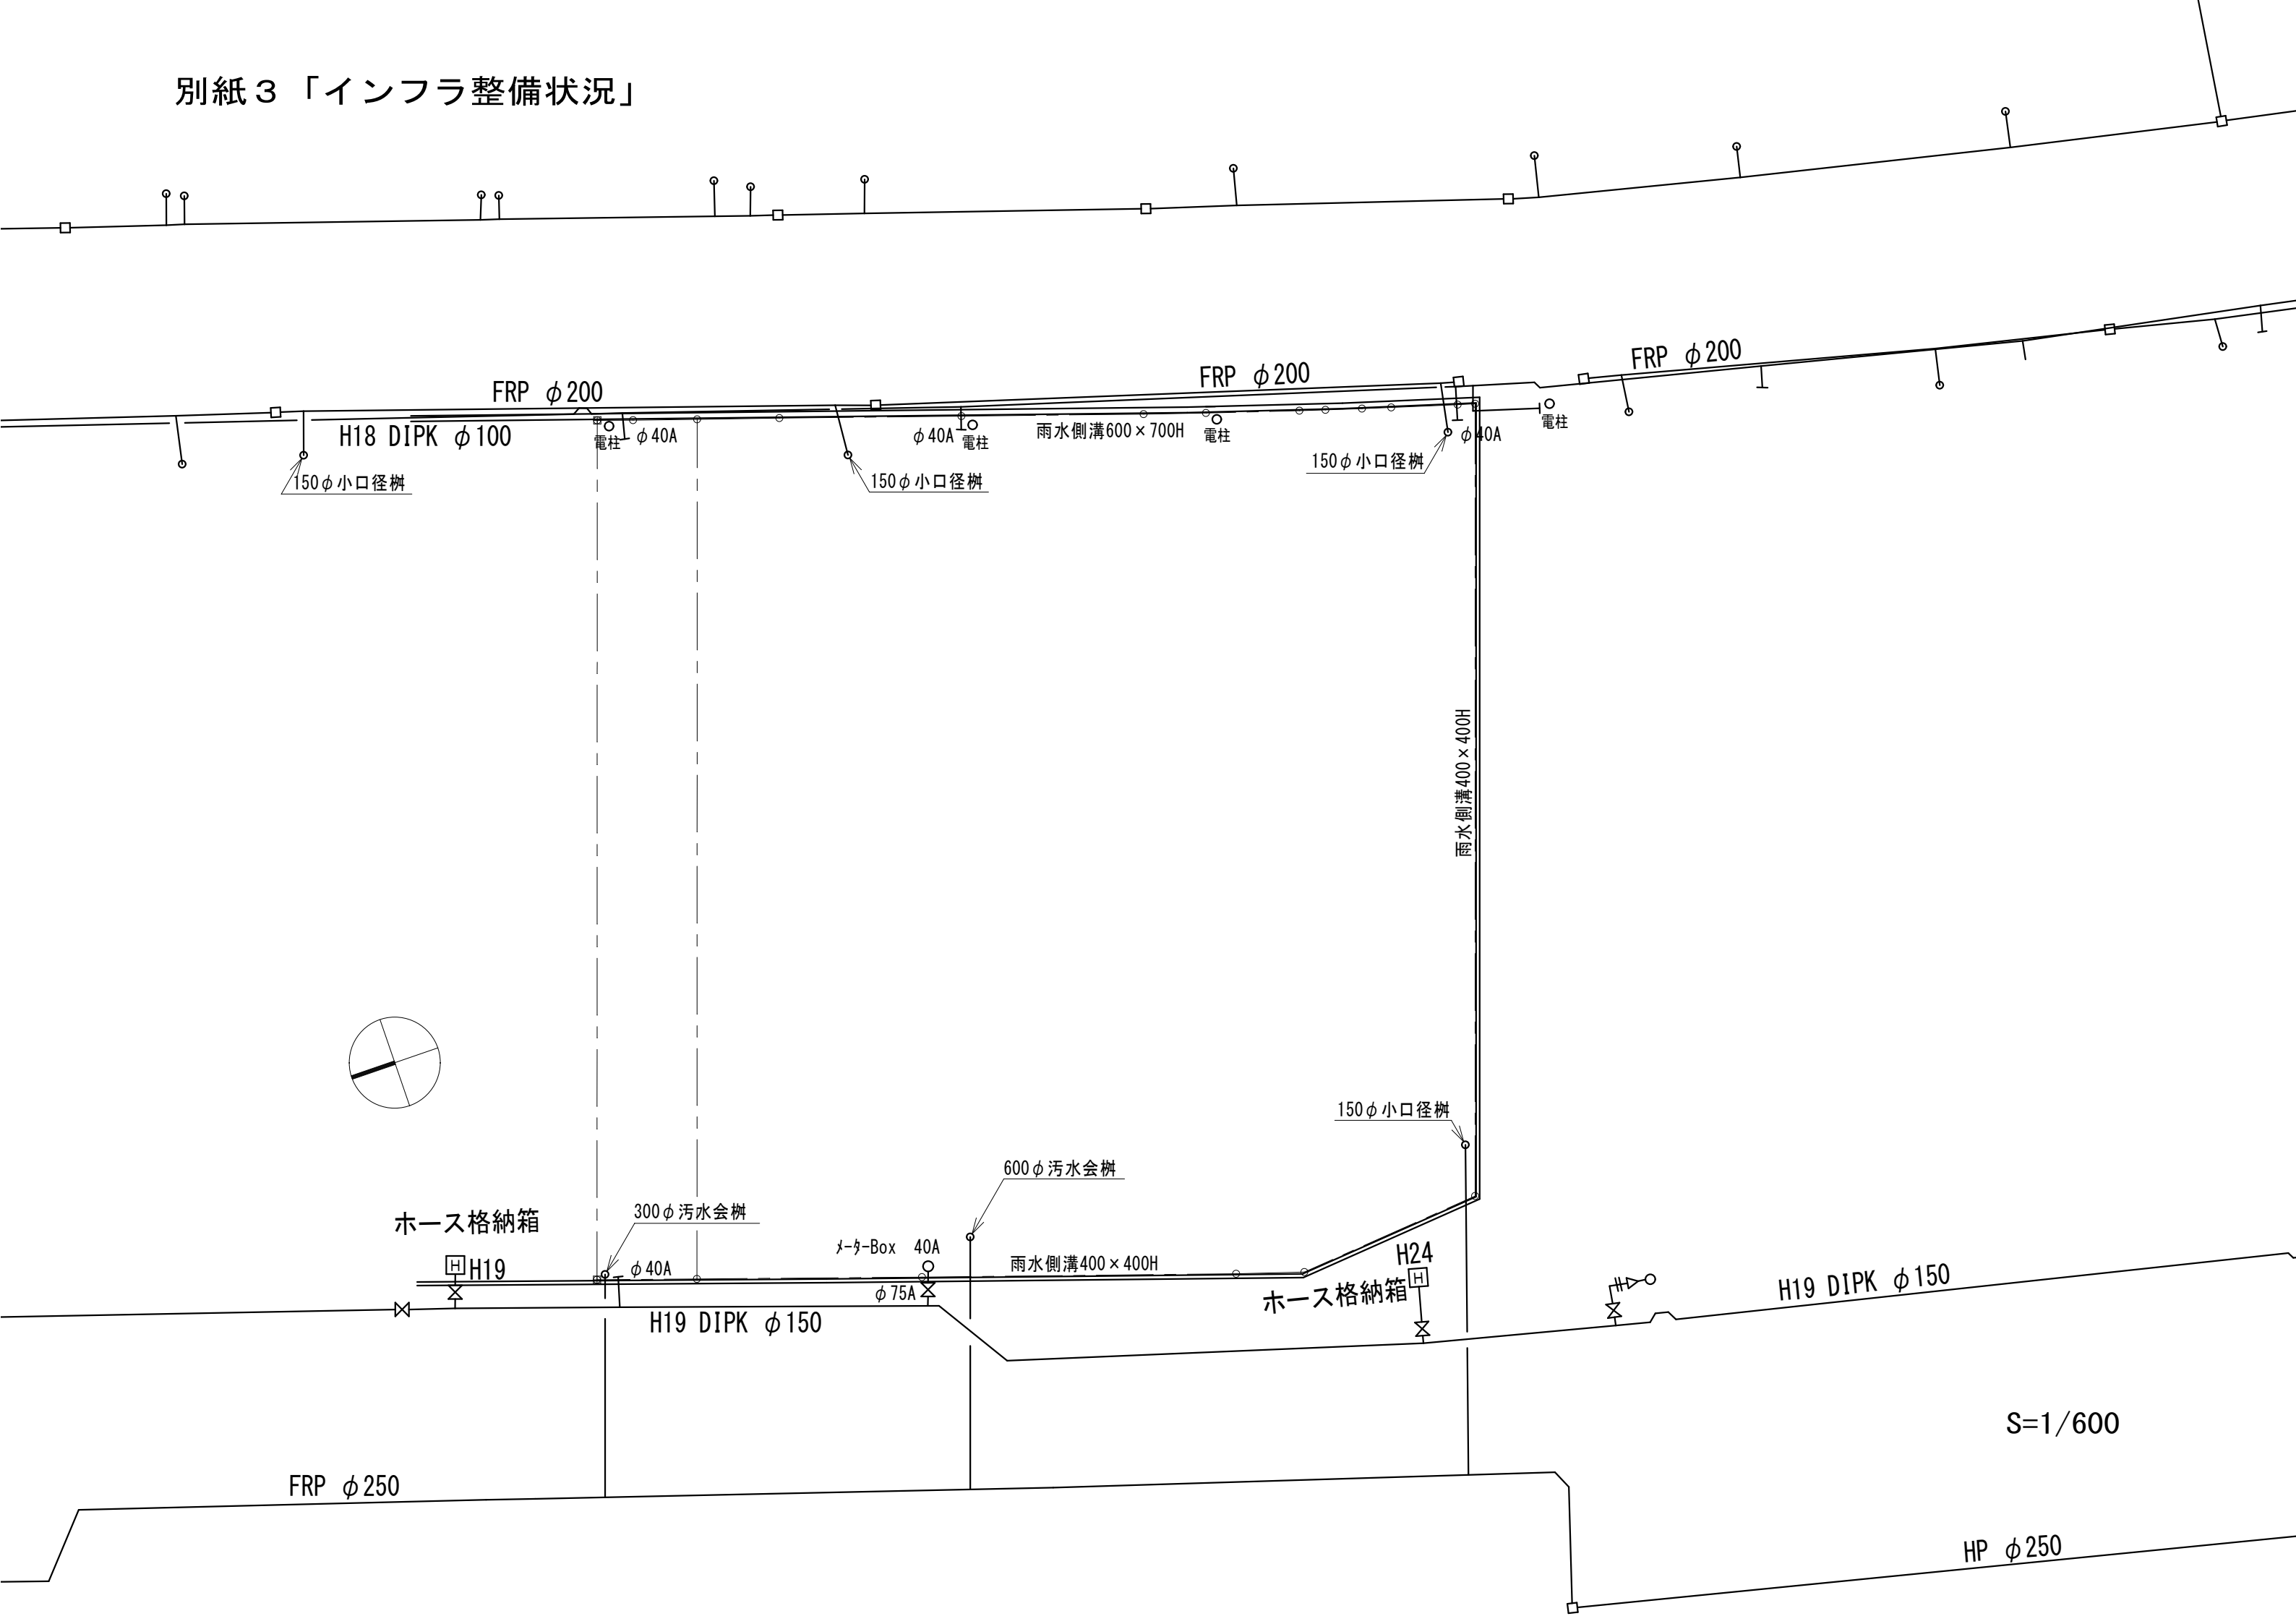 別紙３「インフラ整備状況」
FRP φ200
FRP φ200
FRP φ200
H18 DIPK φ100
電柱
φ40A
φ40A
電柱
雨水側溝600×700H
電柱
φ40A
電柱
150φ小口径桝
150φ小口径桝
150φ小口径桝
雨水側溝400×400H
150φ小口径桝
600φ汚水会桝
300φ汚水会桝
ホース格納箱
H
H19
φ40A
ﾒｰﾀｰBox 40A
φ75A
雨水側溝400×400H
H24
H
ホース格納箱
H19 DIPK φ150
H19 DIPK φ150
S=1/600
FRP φ250
HP φ250